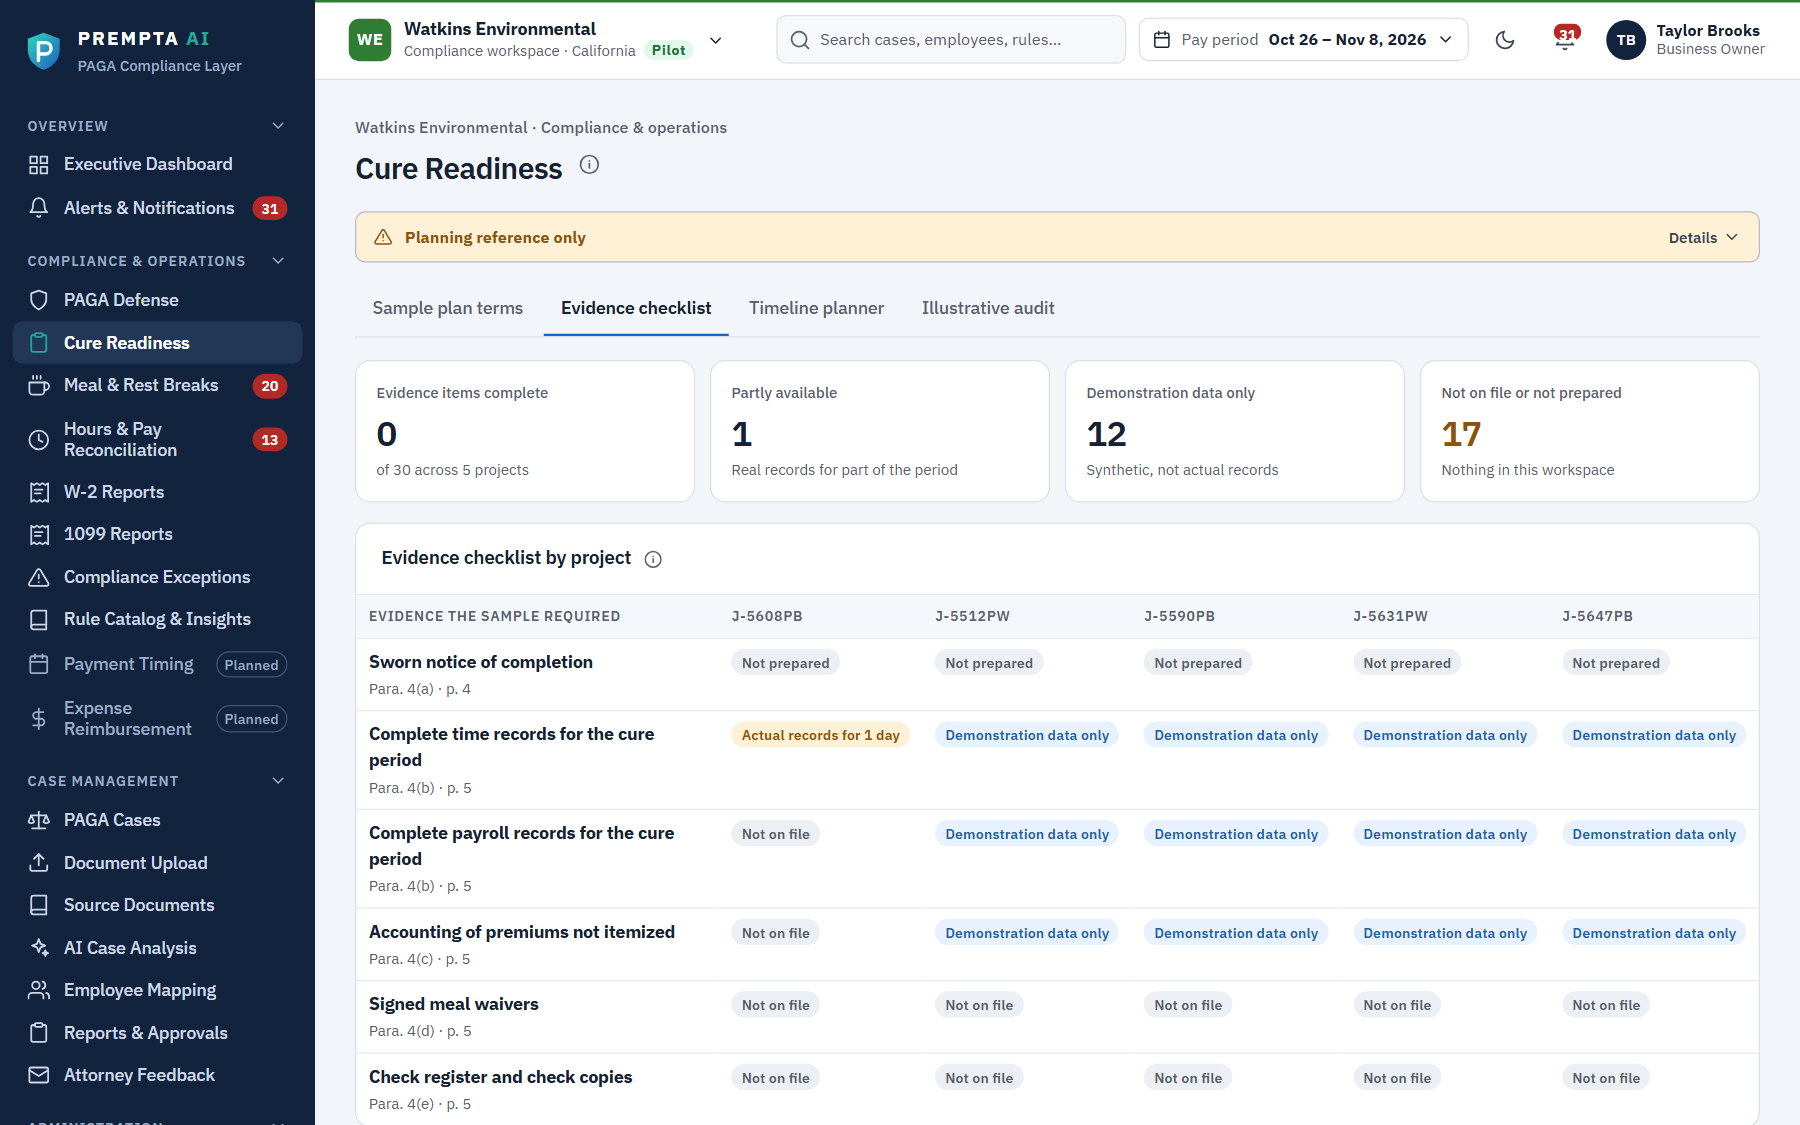 PREMPTA AI
PAGA Compliance Layer
OVERVIEW
Executive Dashboard
Alerts & Notifications 31
COMPLIANCE & OPERATIONS
PAGA Defense
Cure Readiness
Meal & Rest Breaks 20
Hours & Pay
Reconciliation 13
W-2 Reports
1099 Reports
Compliance Exceptions
Rule Catalog & Insights
Payment Timing Planned
Expense
Reimbursement Planned
CASE MANAGEMENT
PAGA Cases
Document Upload
Source Documents
AI Case Analysis
Employee Mapping
Reports & Approvals
Attorney Feedback
ADMINISTRATION
WE
Watkins Environmental
Compliance workspace · California Pilot
Search cases, employees, rules...
Pay period Oct 26 – Nov 8, 2026
31
TB
Taylor Brooks
Business Owner
Watkins Environmental · Compliance & operations
Cure Readiness
Planning reference only
Details
Sample plan terms Evidence checklist Timeline planner Illustrative audit
Evidence items complete
0
of 30 across 5 projects
Partly available
1
Real records for part of the period
Demonstration data only
12
Synthetic, not actual records
Not on file or not prepared
17
Nothing in this workspace
Evidence checklist by project
EVIDENCE THE SAMPLE REQUIRED J-5608PB J-5512PW J-5590PB J-5631PW J-5647PB
Sworn notice of completion Not prepared Not prepared Not prepared Not prepared Not prepared
Para. 4(a) · p. 4
Complete time records for the cure Actual records for 1 day Demonstration data only Demonstration data only Demonstration data only Demonstration data only
period
Para. 4(b) · p. 5
Complete payroll records for the cure Not on file Demonstration data only Demonstration data only Demonstration data only Demonstration data only
period
Para. 4(b) · p. 5
Accounting of premiums not itemized Not on file Demonstration data only Demonstration data only Demonstration data only Demonstration data only
Para. 4(c) · p. 5
Signed meal waivers Not on file Not on file Not on file Not on file Not on file
Para. 4(d) · p. 5
Check register and check copies Not on file Not on file Not on file Not on file Not on file
Para. 4(e) · p. 5